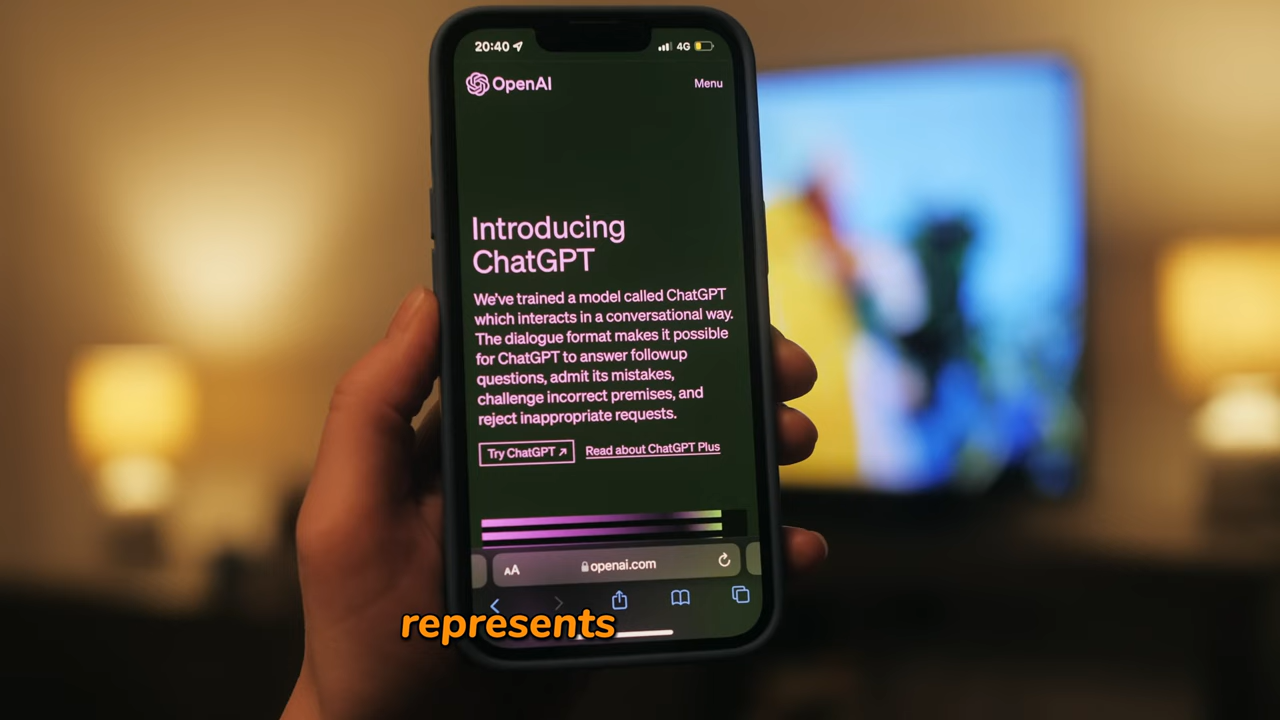 20:40 4G
OpenAI Menu
Introducing
ChatGPT
We've trained a model called ChatGPT
which interacts in a conversational way.
The dialogue format makes it possible
for ChatGPT to answer followup
questions, admit its mistakes,
challenge incorrect premises, and
reject inappropriate requests.
Try ChatGPT ↗ Read about ChatGPT Plus
AA openai.com
represents